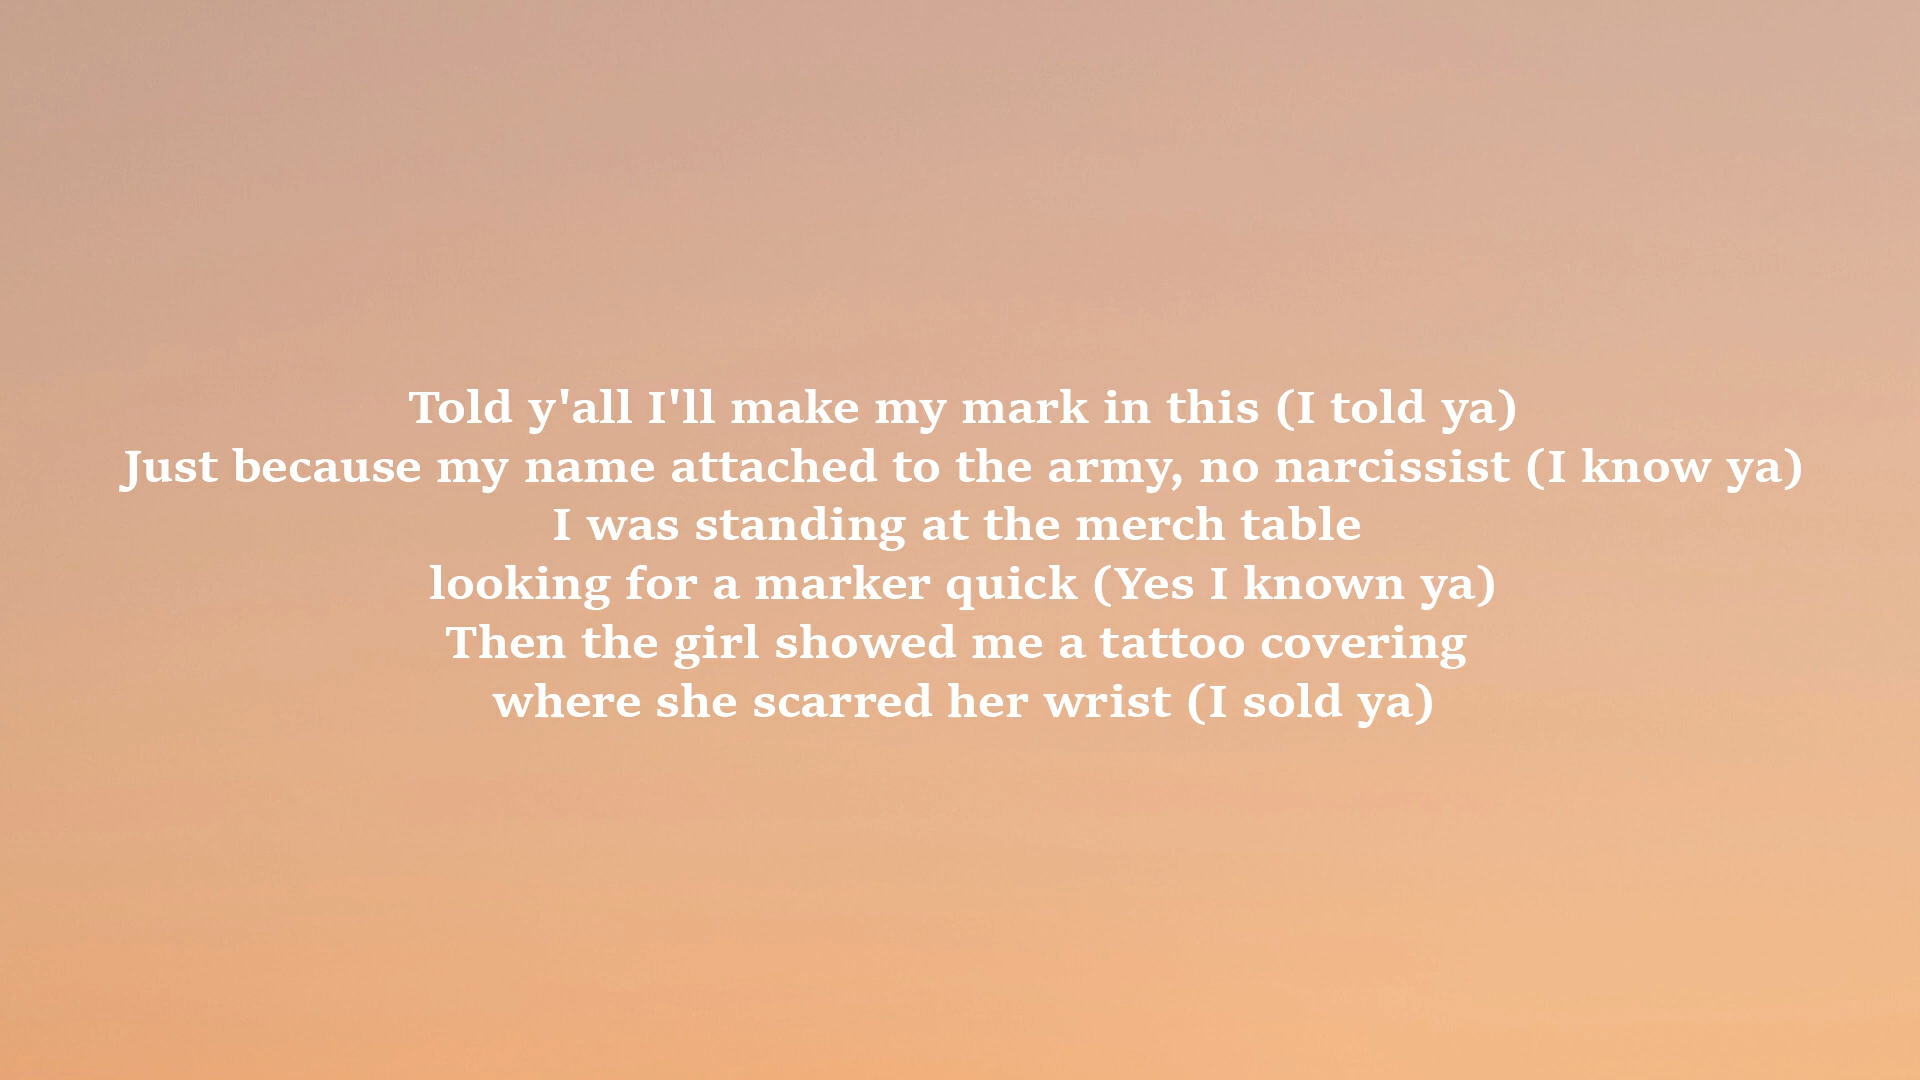 Told y'all I'll make my mark in this (I told ya)
Just because my name attached to the army, no narcissist (I know ya)
I was standing at the merch table
looking for a marker quick (Yes I known ya)
Then the girl showed me a tattoo covering
where she scarred her wrist (I sold ya)